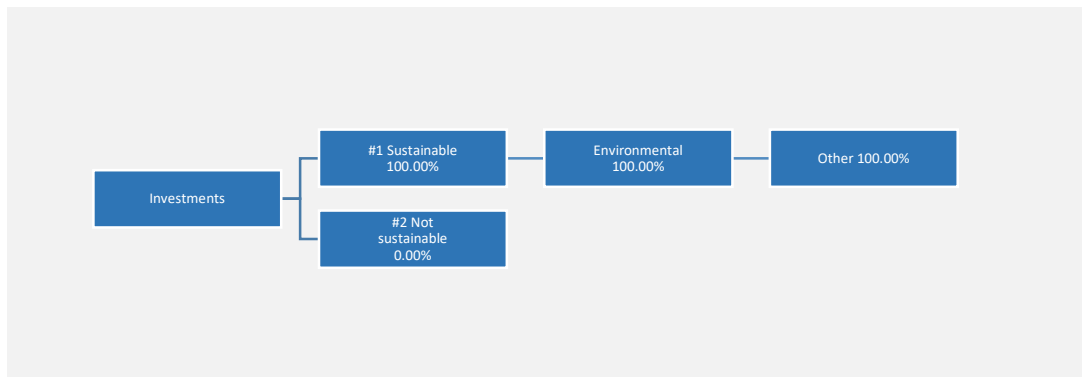 Investments
#1 Sustainable
100.00%
Environmental
100.00%
Other 100.00%
#2 Not
sustainable
0.00%